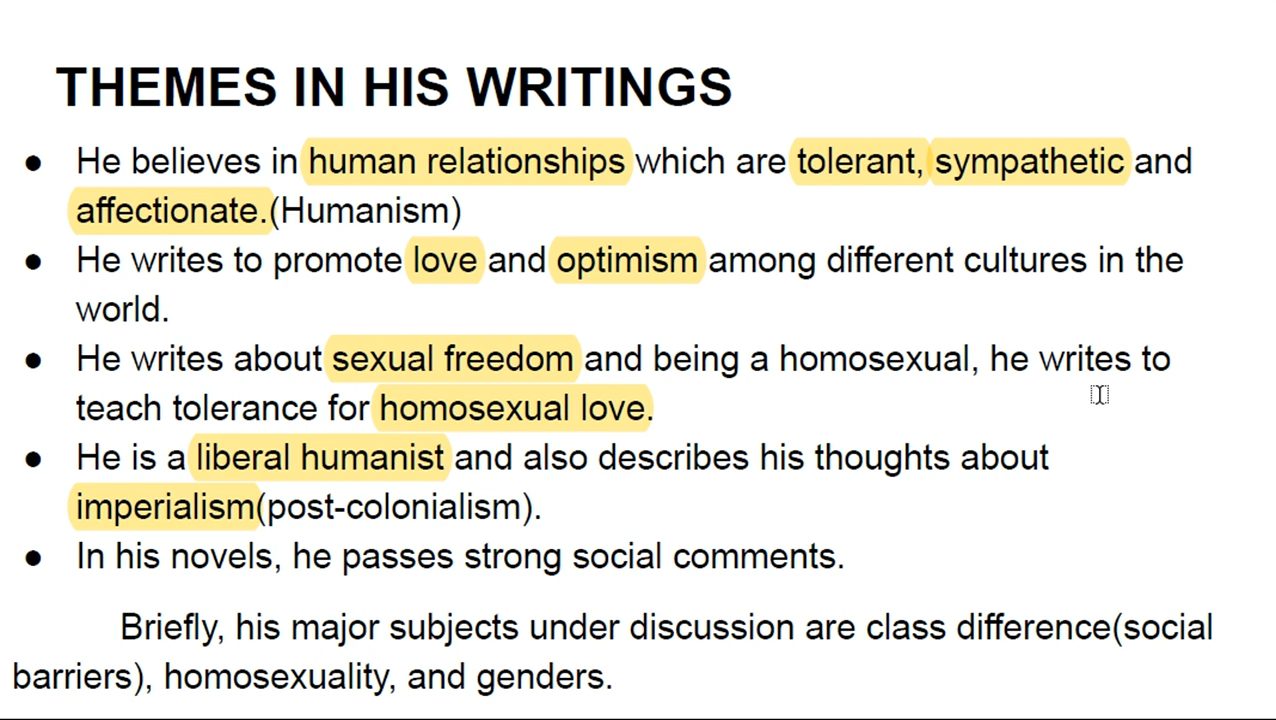 THEMES IN HIS WRITINGS
● He believes in human relationships which are tolerant, sympathetic and
affectionate.(Humanism)
● He writes to promote love and optimism among different cultures in the
world.
● He writes about sexual freedom and being a homosexual, he writes to
teach tolerance for homosexual love.
● He is a liberal humanist and also describes his thoughts about
imperialism(post-colonialism).
● In his novels, he passes strong social comments.
Briefly, his major subjects under discussion are class difference(social
barriers), homosexuality, and genders.